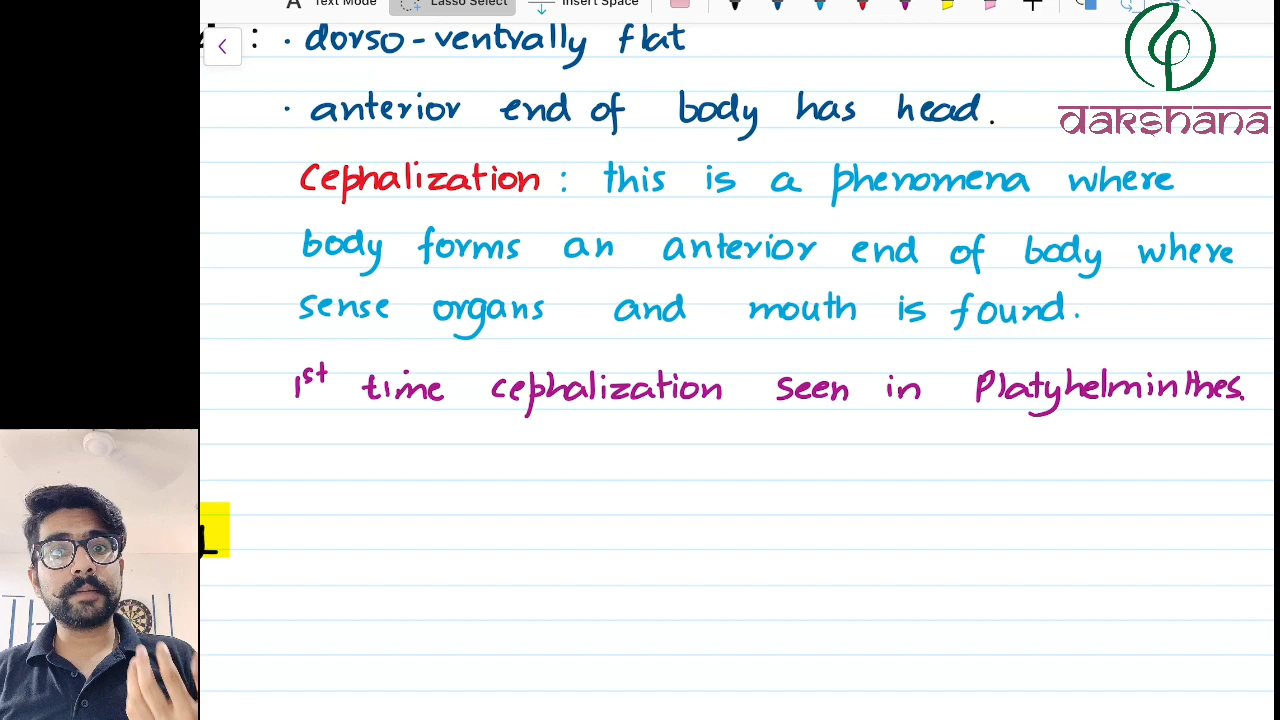 Text Mode Lasso Select Insert Space
: · dorso-ventrally flat
· anterior end of body has head.
Cephalization : this is a phenomena where
body forms an anterior end of body where
sense organs and mouth is found.
1st time cephalization seen in Platyhelminthes.
dakshana